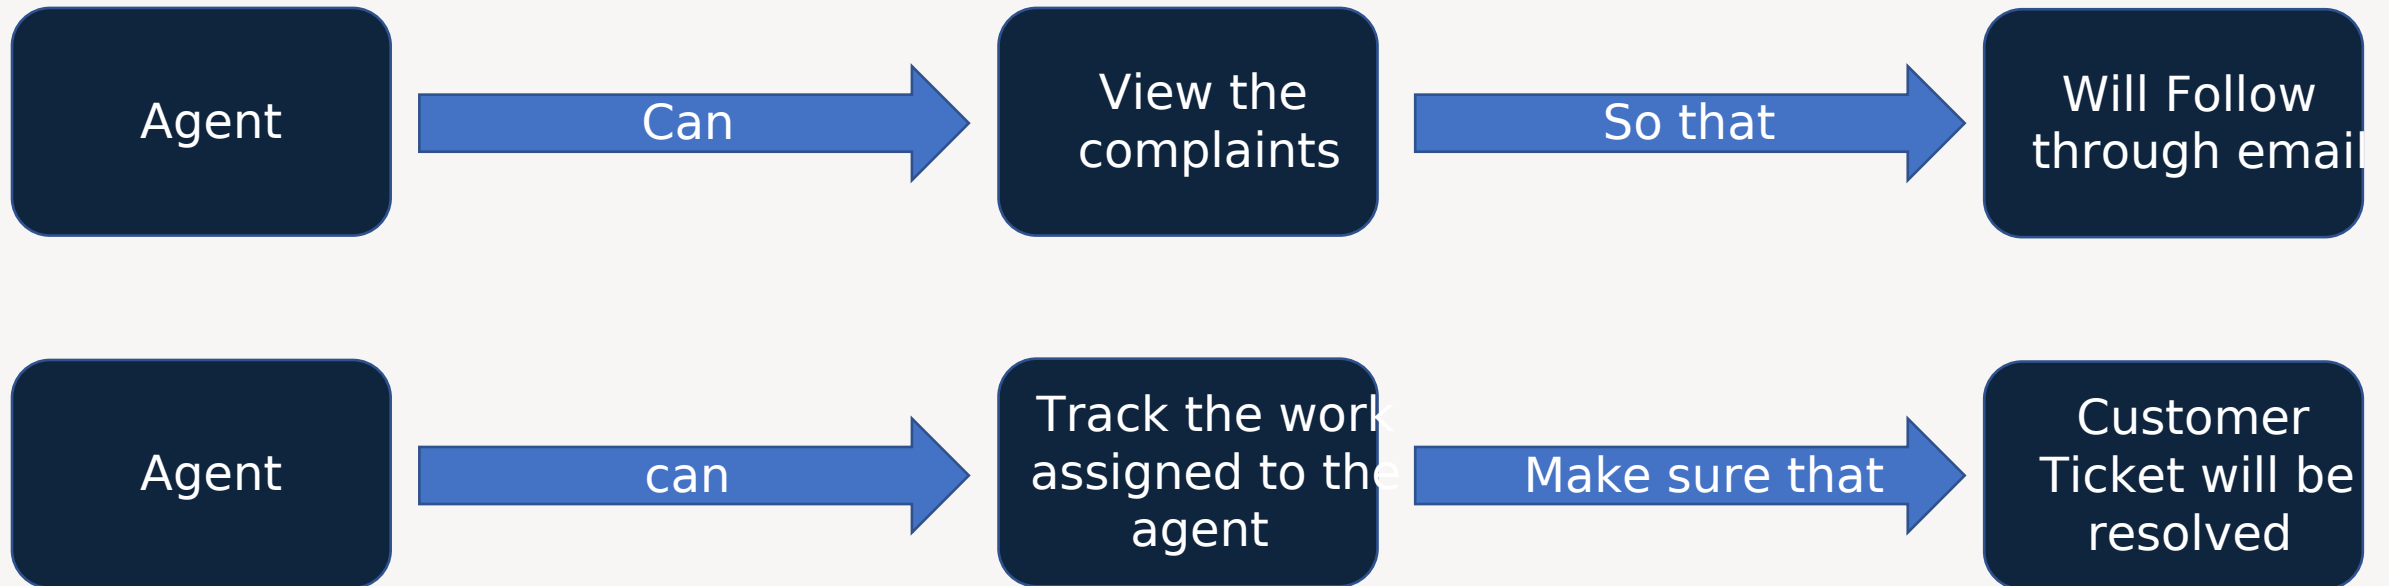 Agent
Can
View the
complaints
So that
Will Follow
through email
Agent
can
Track the work
assigned to the
agent
Make sure that
Customer
Ticket will be
resolved